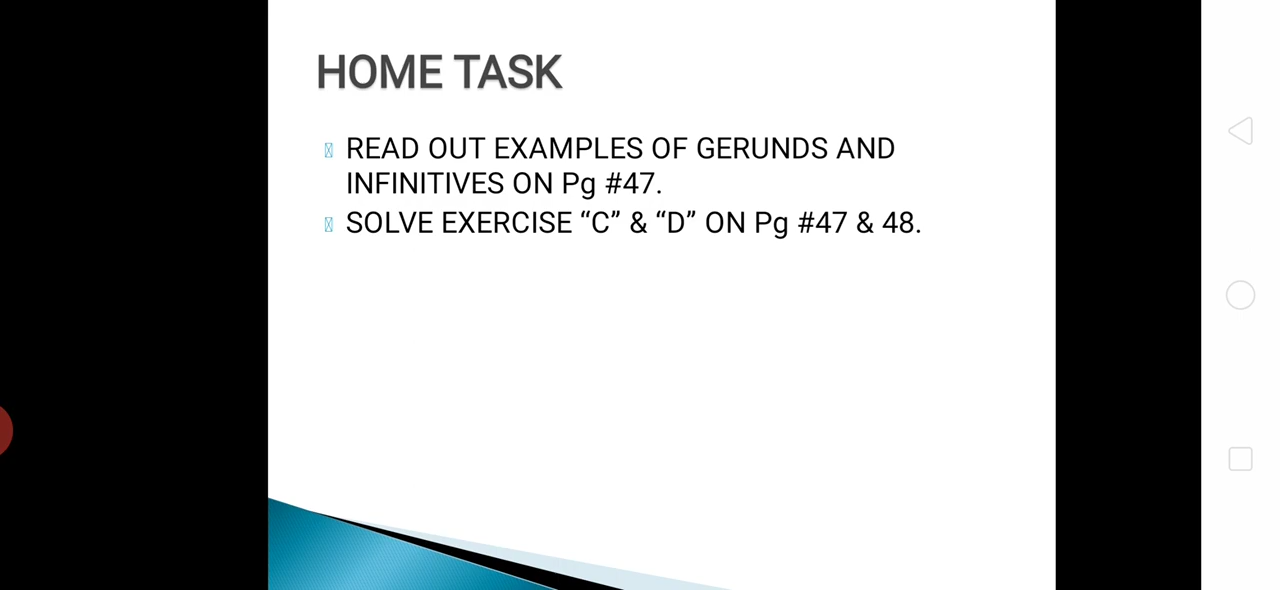 HOME TASK
READ OUT EXAMPLES OF GERUNDS AND
INFINITIVES ON Pg #47.
SOLVE EXERCISE “C” & “D” ON Pg #47 & 48.